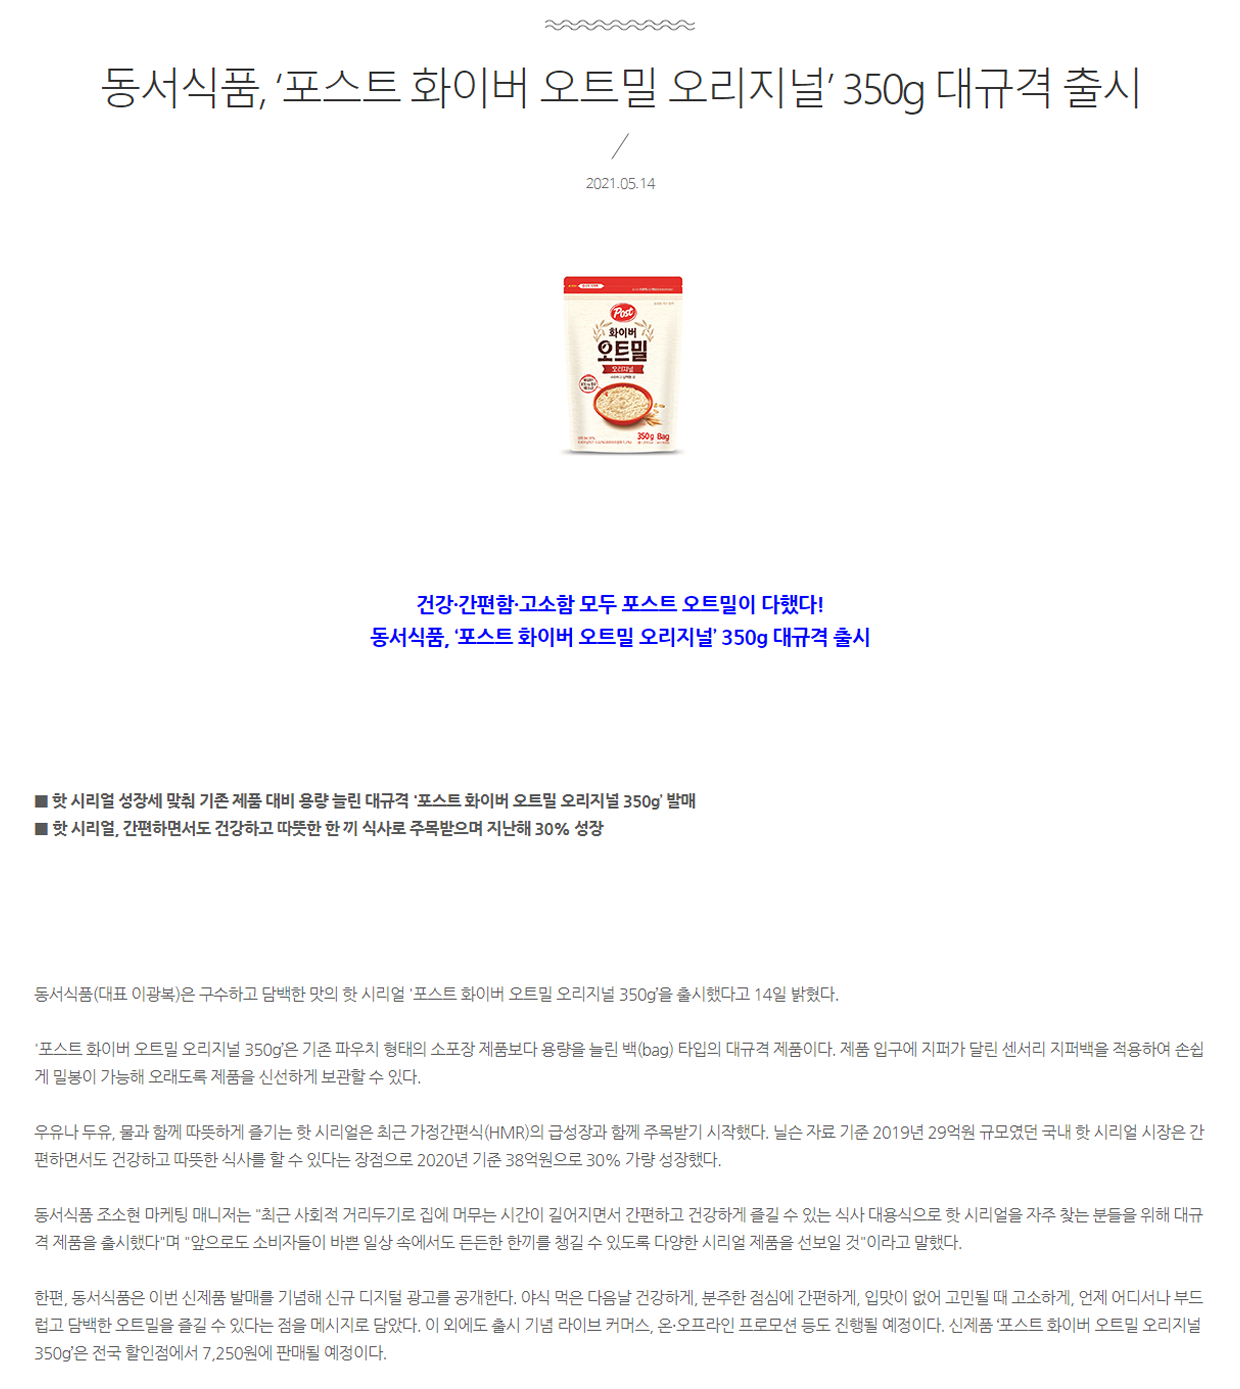 동서식품, ‘포스트 화이버 오트밀 오리지널’ 350g 대규격 출시
2021.05.14
Post
화이버
오트밀
오리지널
350g Bag
건강·간편함·고소함 모두 포스트 오트밀이 다했다!
동서식품, ‘포스트 화이버 오트밀 오리지널’ 350g 대규격 출시
■ 핫 시리얼 성장세 맞춰 기존 제품 대비 용량 늘린 대규격 ‘포스트 화이버 오트밀 오리지널 350g’ 발매
■ 핫 시리얼, 간편하면서도 건강하고 따뜻한 한 끼 식사로 주목받으며 지난해 30% 성장
동서식품(대표 이광복)은 구수하고 담백한 맛의 핫 시리얼 ‘포스트 화이버 오트밀 오리지널 350g’을 출시했다고 14일 밝혔다.
‘포스트 화이버 오트밀 오리지널 350g’은 기존 파우치 형태의 소포장 제품보다 용량을 늘린 백(bag) 타입의 대규격 제품이다. 제품 입구에 지퍼가 달린 센서리 지퍼백을 적용하여 손쉽
게 밀봉이 가능해 오래도록 제품을 신선하게 보관할 수 있다.
우유나 두유, 물과 함께 따뜻하게 즐기는 핫 시리얼은 최근 가정간편식(HMR)의 급성장과 함께 주목받기 시작했다. 닐슨 자료 기준 2019년 29억원 규모였던 국내 핫 시리얼 시장은 간
편하면서도 건강하고 따뜻한 식사를 할 수 있다는 장점으로 2020년 기준 38억원으로 30% 가량 성장했다.
동서식품 조소현 마케팅 매니저는 "최근 사회적 거리두기로 집에 머무는 시간이 길어지면서 간편하고 건강하게 즐길 수 있는 식사 대용식으로 핫 시리얼을 자주 찾는 분들을 위해 대규
격 제품을 출시했다"며 "앞으로도 소비자들이 바쁜 일상 속에서도 든든한 한끼를 챙길 수 있도록 다양한 시리얼 제품을 선보일 것"이라고 말했다.
한편, 동서식품은 이번 신제품 발매를 기념해 신규 디지털 광고를 공개한다. 야식 먹은 다음날 건강하게, 분주한 점심에 간편하게, 입맛이 없어 고민될 때 고소하게, 언제 어디서나 부드
럽고 담백한 오트밀을 즐길 수 있다는 점을 메시지로 담았다. 이 외에도 출시 기념 라이브 커머스, 온·오프라인 프로모션 등도 진행될 예정이다. 신제품 ‘포스트 화이버 오트밀 오리지널
350g’은 전국 할인점에서 7,250원에 판매될 예정이다.